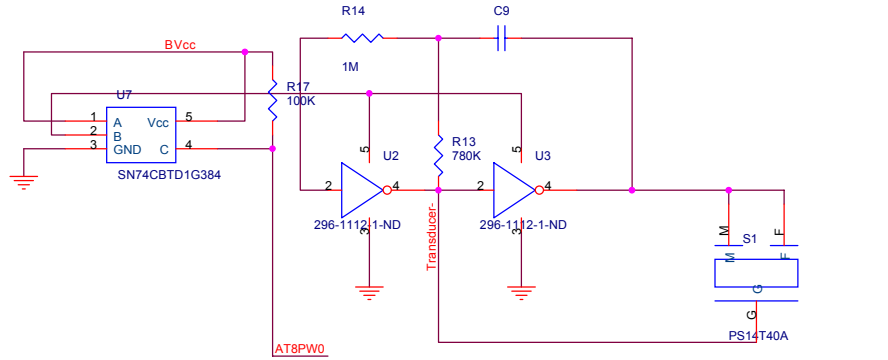 R14
C9
BVcc
1M
R17
100K
U7
1
A
Vcc
5
2
B
3
GND
C
4
SN74CBTD1G384
5
U2
2
4
3
296-1112-1-ND
R13
780K
5
U3
2
4
3
296-1112-1-ND
Transducer-
M
F
S1
M
F
G
G
PS14T40A
AT8PW0